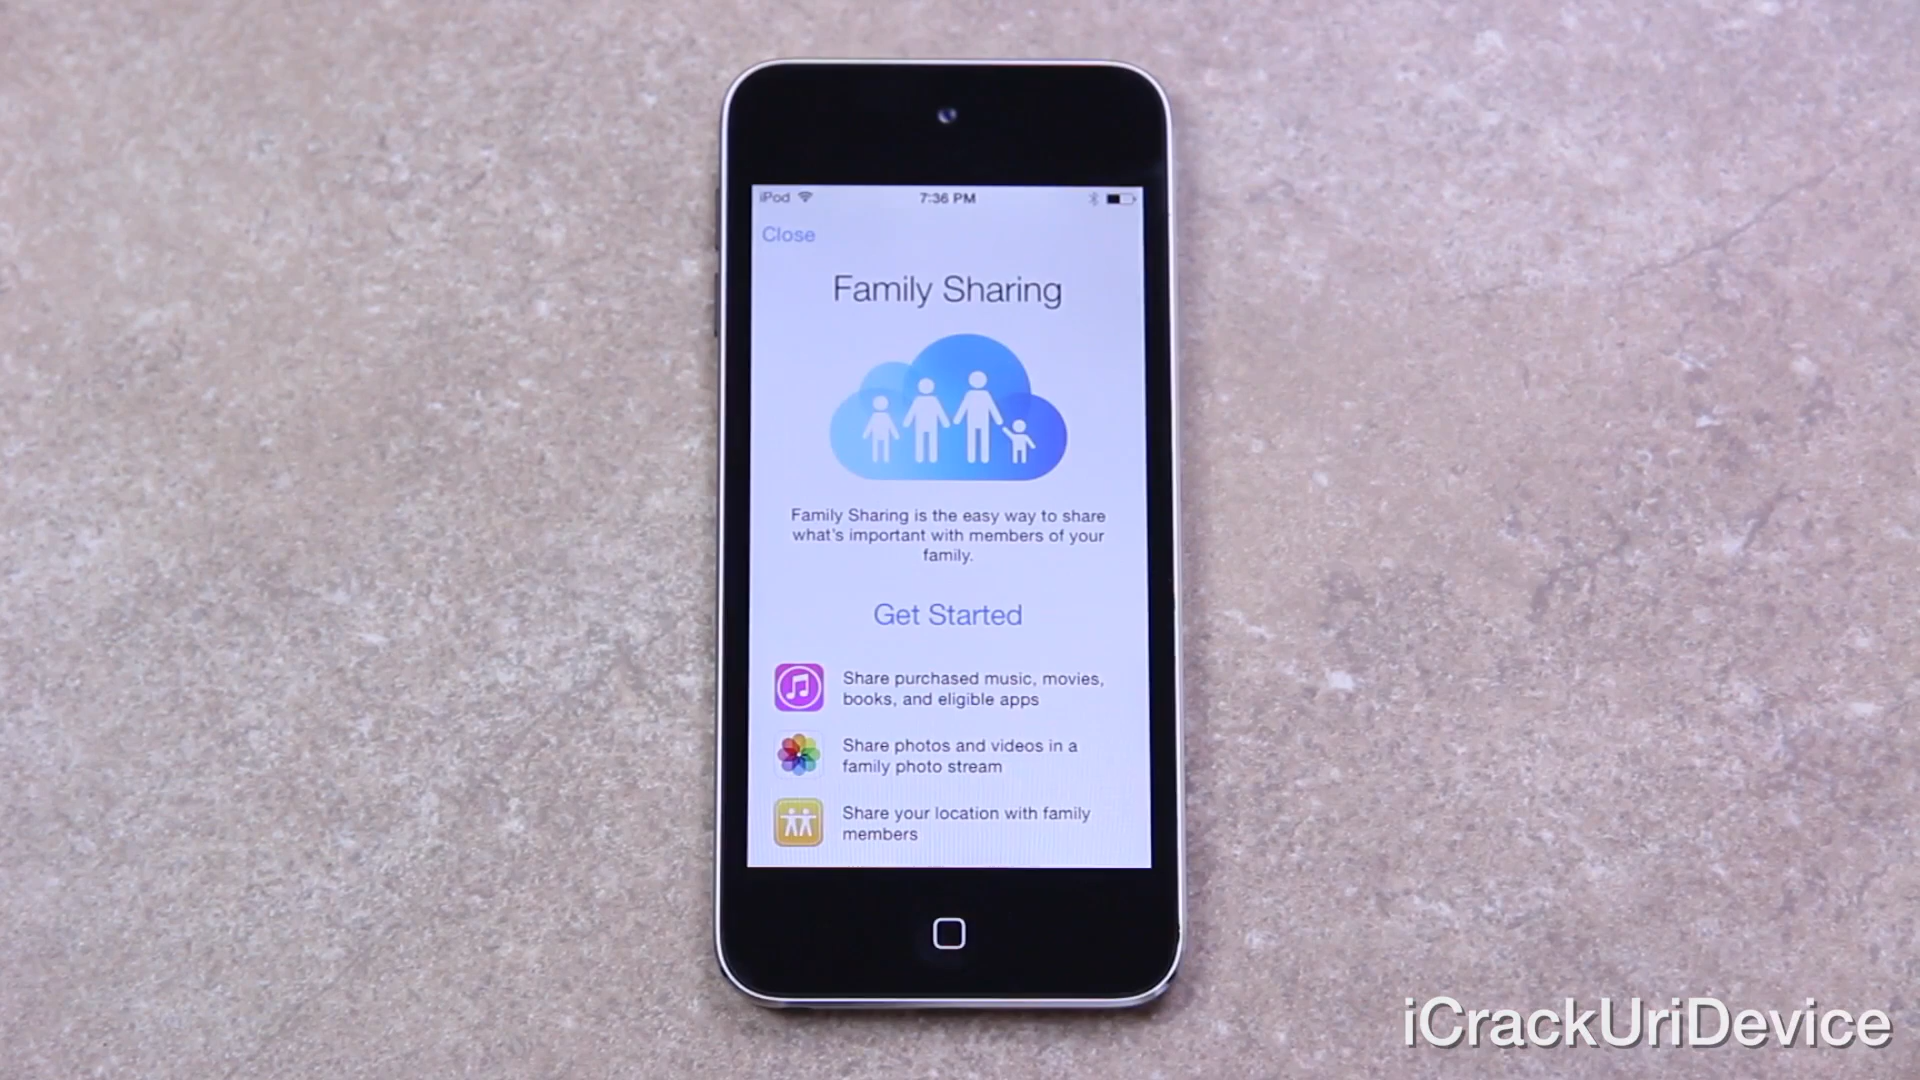 iPod 7:36 PM
Close
Family Sharing
Family Sharing is the easy way to share
what's important with members of your
family.
Get Started
Share purchased music, movies,
books, and eligible apps
Share photos and videos in a
family photo stream
Share your location with family
members
iCrackUriDevice